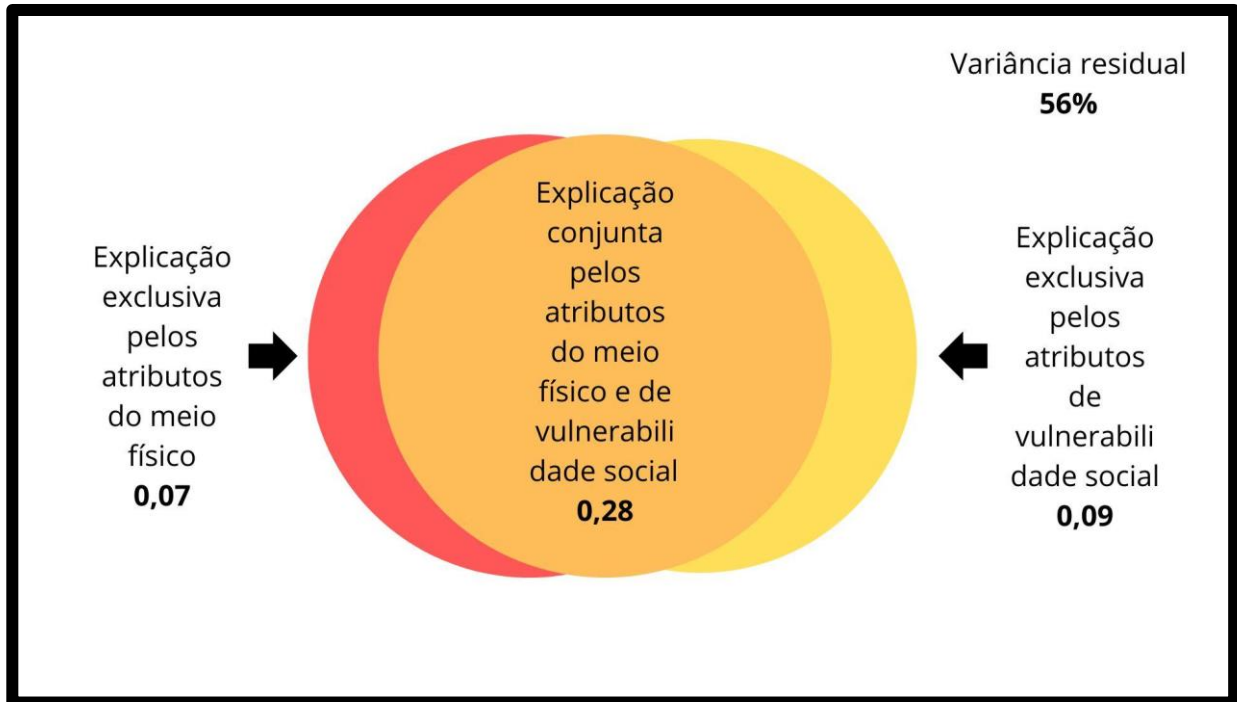 Variância residual
56%
Explicação
exclusiva
pelos
atributos
do meio
físico
0,07
Explicação
conjunta
pelos
atributos
do meio
físico e de
vulnerabili
dade social
0,28
Explicação
exclusiva
pelos
atributos
de
vulnerabili
dade social
0,09